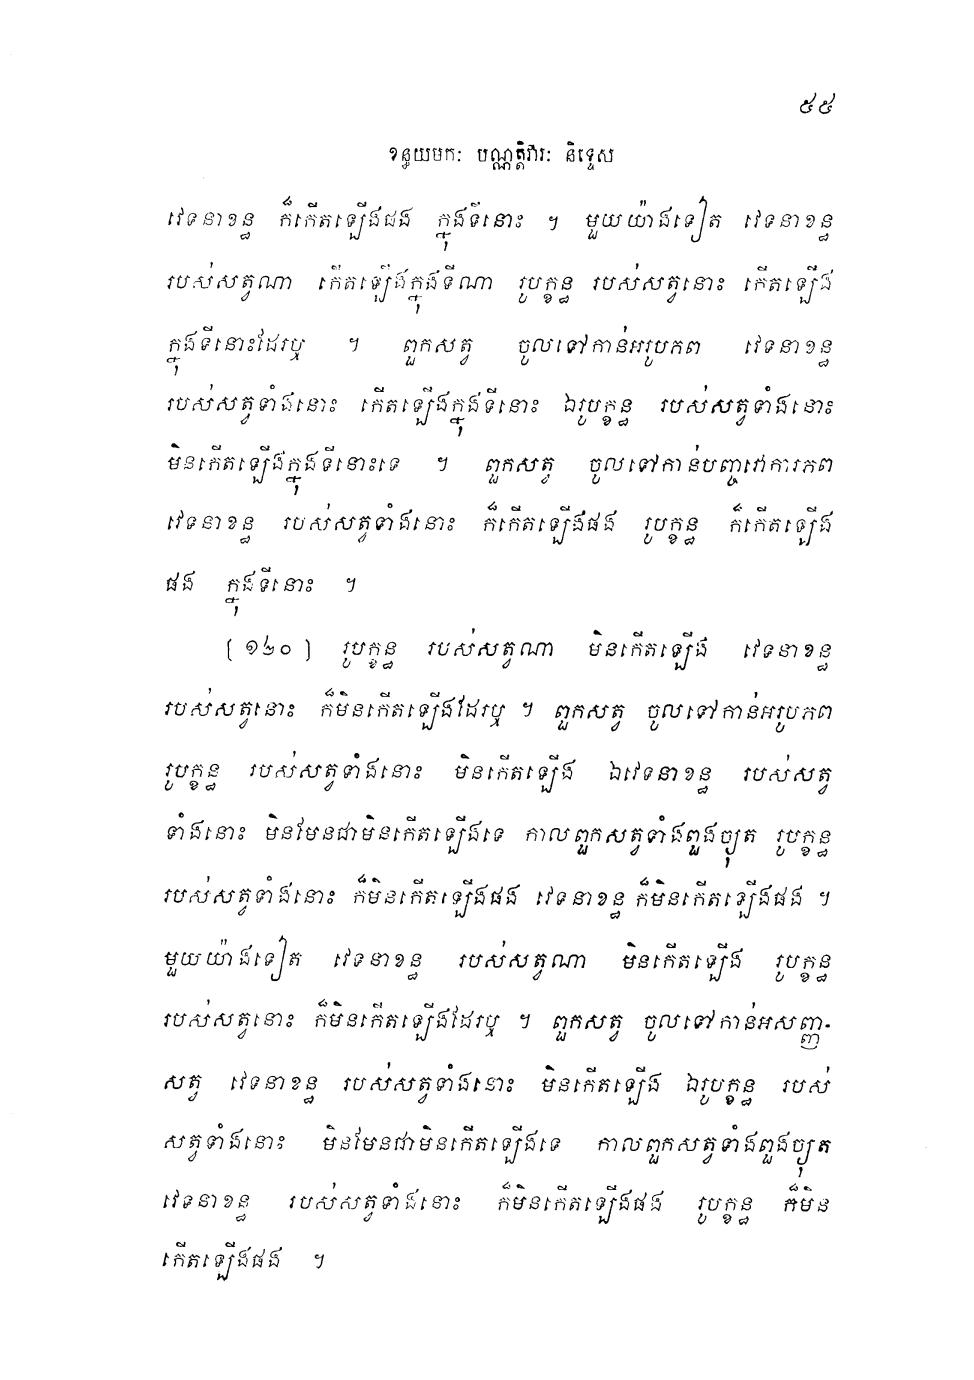 ៥៥
ខន្ធយមកៈ បណ្ណត្តិវារៈ និទ្ទេស
វេទនាខន្ធ ក៏កើតឡើងផង ក្នុងទីនោះ ។ មួយយ៉ាងទៀត វេទនាខន្ធ
របស់សត្វណា កើតឡើងក្នុងទីណា រូបក្ខន្ធ របស់សត្វនោះ កើតឡើង
ក្នុងទីនោះដែរឬ ។ ពួកសត្វ ចូលទៅកាន់អរូបភព វេទនាខន្ធ
របស់សត្វទាំងនោះ កើតឡើងក្នុងទីនោះ ឯរូបក្ខន្ធ របស់សត្វទាំងនោះ
មិនកើតឡើងក្នុងទីនោះទេ ។ ពួកសត្វ ចូលទៅកាន់បញ្ចវោការភព
វេទនាខន្ធ របស់សត្វទាំងនោះ ក៏កើតឡើងផង រូបក្ខន្ធ ក៏កើតឡើង
ផង ក្នុងទីនោះ ។
[ ១៤០ ] រូបក្ខន្ធ របស់សត្វណា មិនកើតឡើង វេទនាខន្ធ
របស់សត្វនោះ ក៏មិនកើតឡើងដែរឬ ។ ពួកសត្វ ចូលទៅកាន់អរូបភព
រូបក្ខន្ធ របស់សត្វទាំងនោះ មិនកើតឡើង ឯវេទនាខន្ធ របស់សត្វ
ទាំងនោះ មិនមែនជាមិនកើតឡើងទេ កាលពួកសត្វទាំងពួងច្យុត រូបក្ខន្ធ
របស់សត្វទាំងនោះ ក៏មិនកើតឡើងផង វេទនាខន្ធ ក៏មិនកើតឡើងផង ។
មួយយ៉ាងទៀត វេទនាខន្ធ របស់សត្វណា មិនកើតឡើង រូបក្ខន្ធ
របស់សត្វនោះ ក៏មិនកើតឡើងដែរឬ ។ ពួកសត្វ ចូលទៅកាន់អសញ្ញ-
សត្វ វេទនាខន្ធ របស់សត្វទាំងនោះ មិនកើតឡើង ឯរូបក្ខន្ធ របស់
សត្វទាំងនោះ មិនមែនជាមិនកើតឡើងទេ កាលពួកសត្វទាំងពួងច្យុត
វេទនាខន្ធ របស់សត្វទាំងនោះ ក៏មិនកើតឡើងផង រូបក្ខន្ធ ក៏មិន
កើតឡើងផង ។